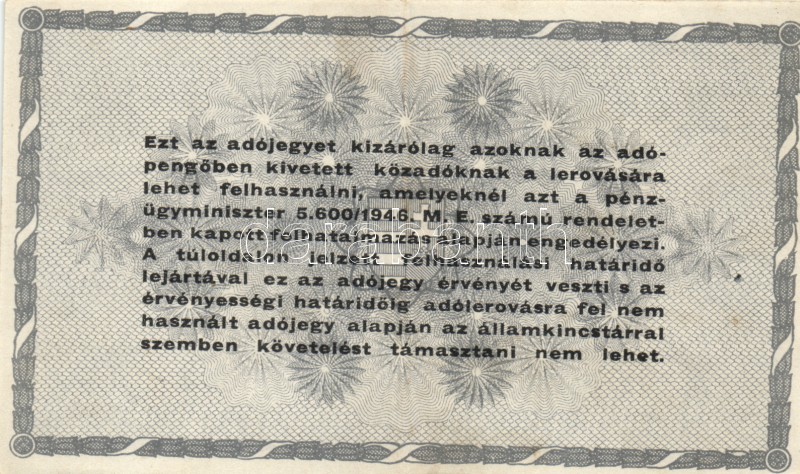 Ezt az adójegyet kizárólag azoknak az adó-
pengőben kivetett közadóknak a lerovására
lehet felhasználni, amelyeknél azt a pénz-
ügyminiszter 5.600/1946. M. E. számú rendelet-
ben kapott felhatalmazás alapján engedélyezi.
A túloldalon jelzett felhasználási határidő
lejártával ez az adójegy érvényét veszti s az
érvényességi határidőig adólerovásra fel nem
használt adójegy alapján az államkincstárral
szemben követelést támasztani nem lehet.
darabanth